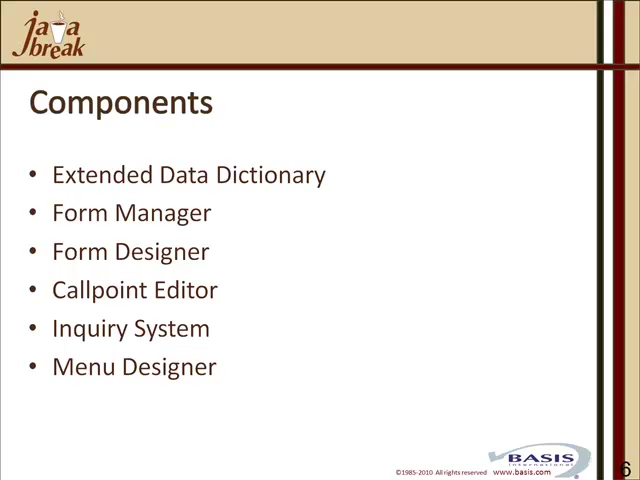 java
break
Components
• Extended Data Dictionary
• Form Manager
• Form Designer
• Callpoint Editor
• Inquiry System
• Menu Designer
BASIS
international
©1985-2010 All rights reserved www.basis.com
6